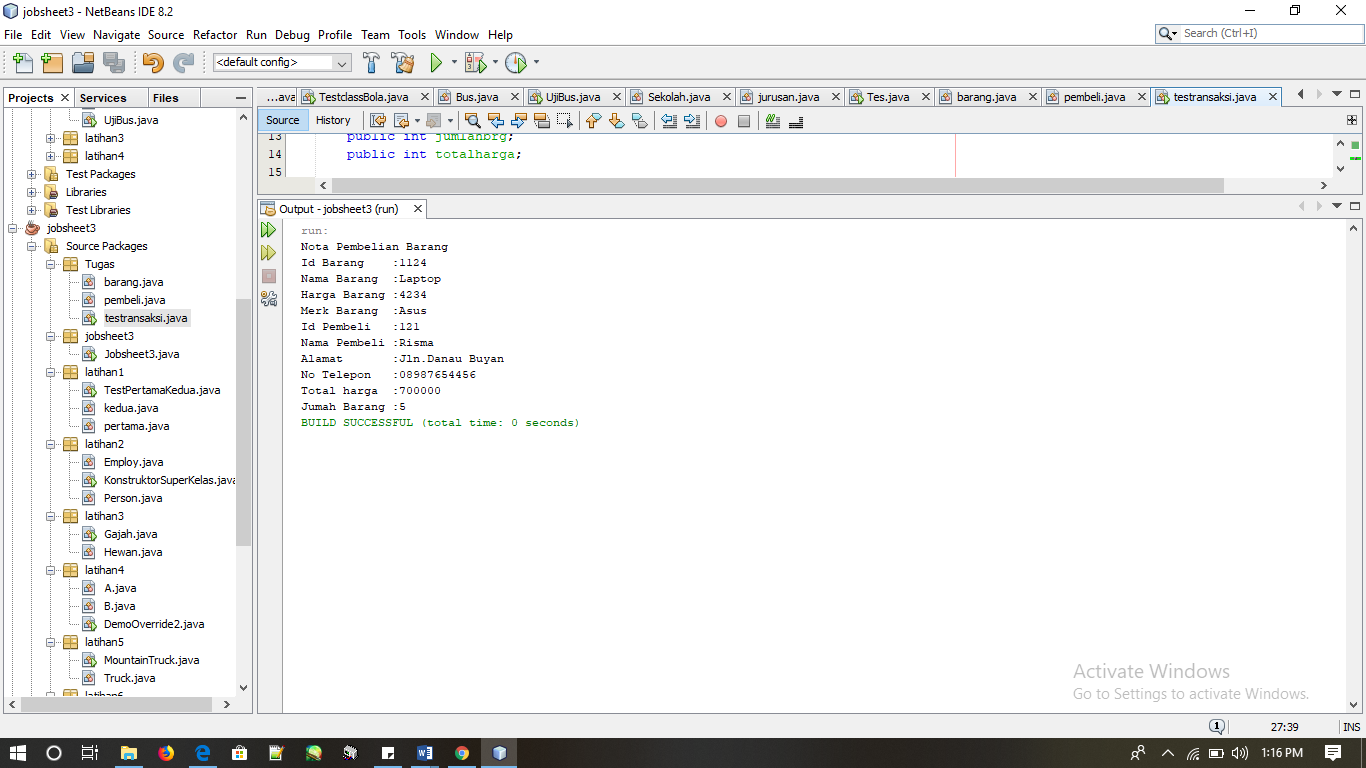 jobsheet3 - NetBeans IDE 8.2
File Edit View Navigate Source Refactor Run Debug Profile Team Tools Window Help
Search (Ctrl+I)
<default config>
Projects Services Files
UjiBus.java
latihan3
latihan4
Test Packages
Libraries
Test Libraries
jobsheet3
Source Packages
Tugas
barang.java
pembeli.java
testransaksi.java
jobsheet3
Jobsheet3.java
latihan1
TestPertamaKedua.java
kedua.java
pertama.java
latihan2
Employ.java
KonstruktorSuperKelas.java
Person.java
latihan3
Gajah.java
Hewan.java
latihan4
A.java
B.java
DemoOverride2.java
latihan5
MountainTruck.java
Truck.java
latihan6
...ava TestclassBola.java Bus.java UjiBus.java Sekolah.java jurusan.java Tes.java barang.java pembeli.java testransaksi.java
Source History
13 public int jumlahbrg;
14 public int totalharga;
15
Output - jobsheet3 (run)
run:
Nota Pembelian Barang
Id Barang :1124
Nama Barang :Laptop
Harga Barang :4234
Merk Barang :Asus
Id Pembeli :121
Nama Pembeli :Risma
Alamat :Jln.Danau Buyan
No Telepon :08987654456
Total harga :700000
Jumah Barang :5
BUILD SUCCESSFUL (total time: 0 seconds)
Activate Windows
Go to Settings to activate Windows.
1 27:39 INS
1:16 PM